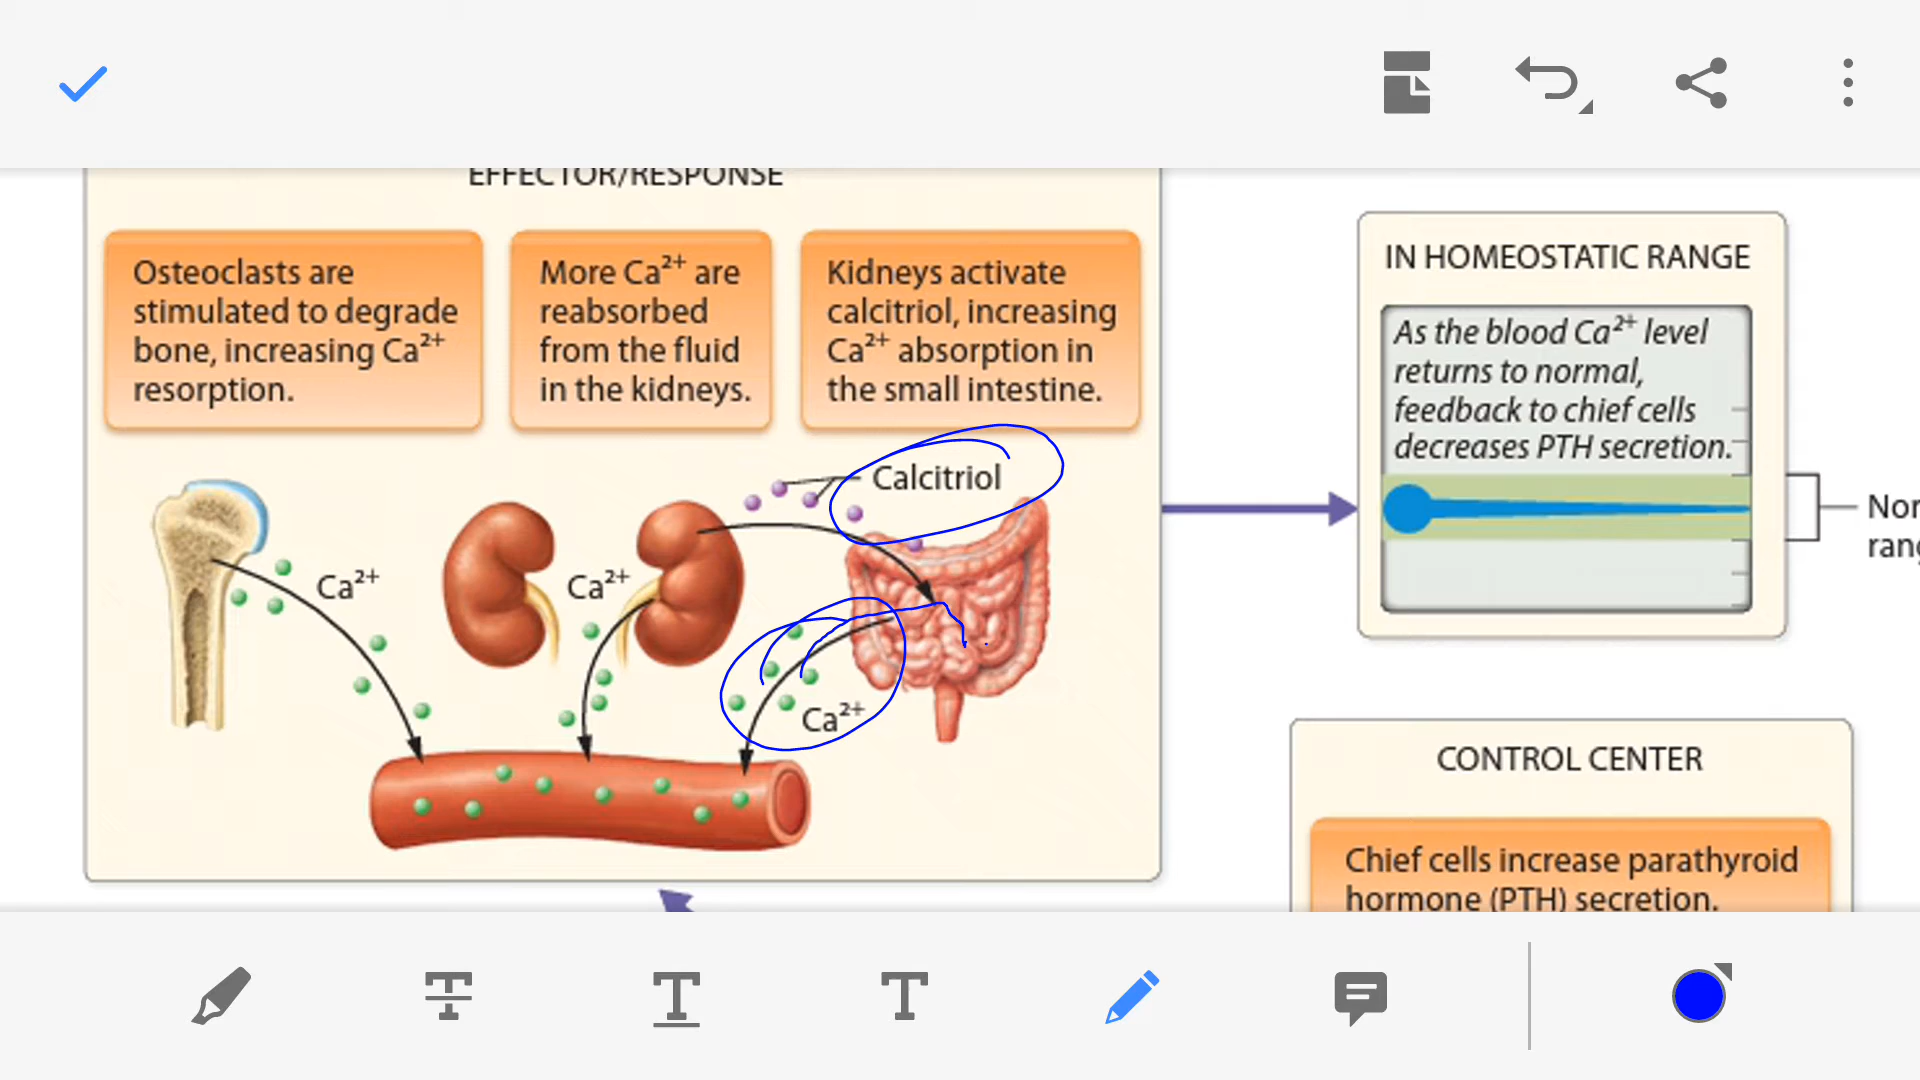 EFFECTOR/RESPONSE
Osteoclasts are
stimulated to degrade
bone, increasing Ca²⁺
resorption.
More Ca²⁺ are
reabsorbed
from the fluid
in the kidneys.
Kidneys activate
calcitriol, increasing
Ca²⁺ absorption in
the small intestine.
Calcitriol
Ca²⁺
Ca²⁺
Ca²⁺
IN HOMEOSTATIC RANGE
As the blood Ca²⁺ level
returns to normal,
feedback to chief cells
decreases PTH secretion.
CONTROL CENTER
Chief cells increase parathyroid
hormone (PTH) secretion.